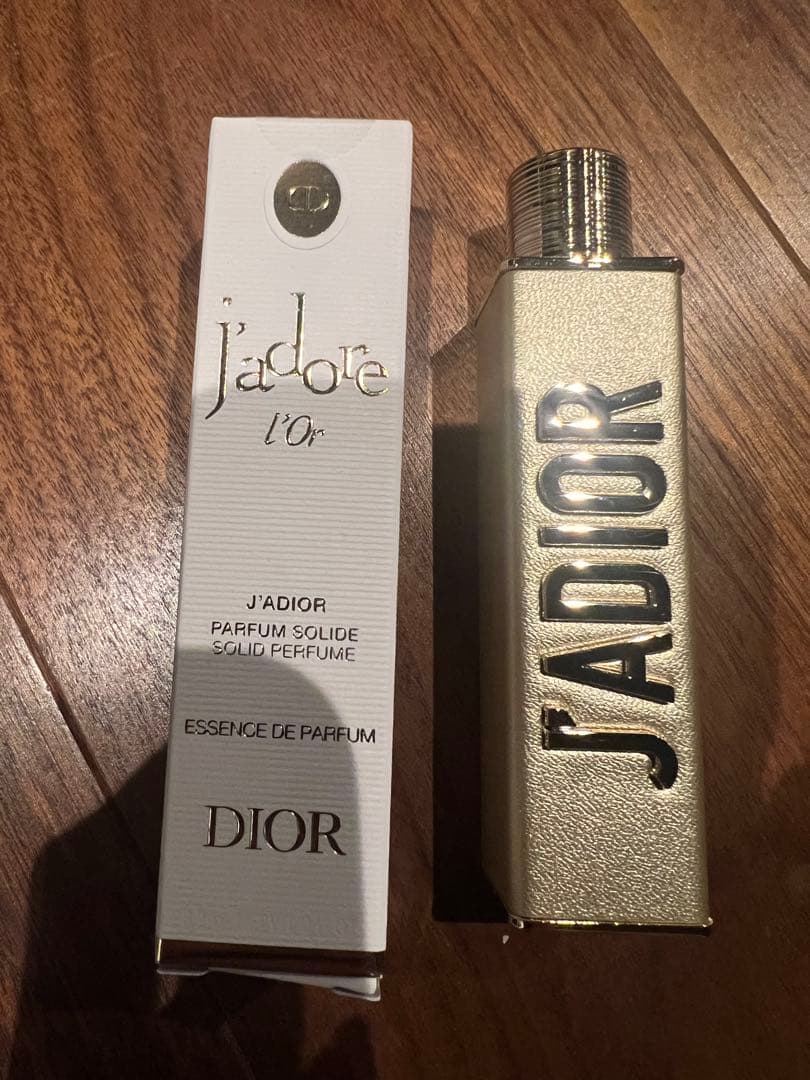 CD
j'adore
l'Or
J'ADIOR
PARFUM SOLIDE
SOLID PERFUME
ESSENCE DE PARFUM
DIOR
J'ADIOR